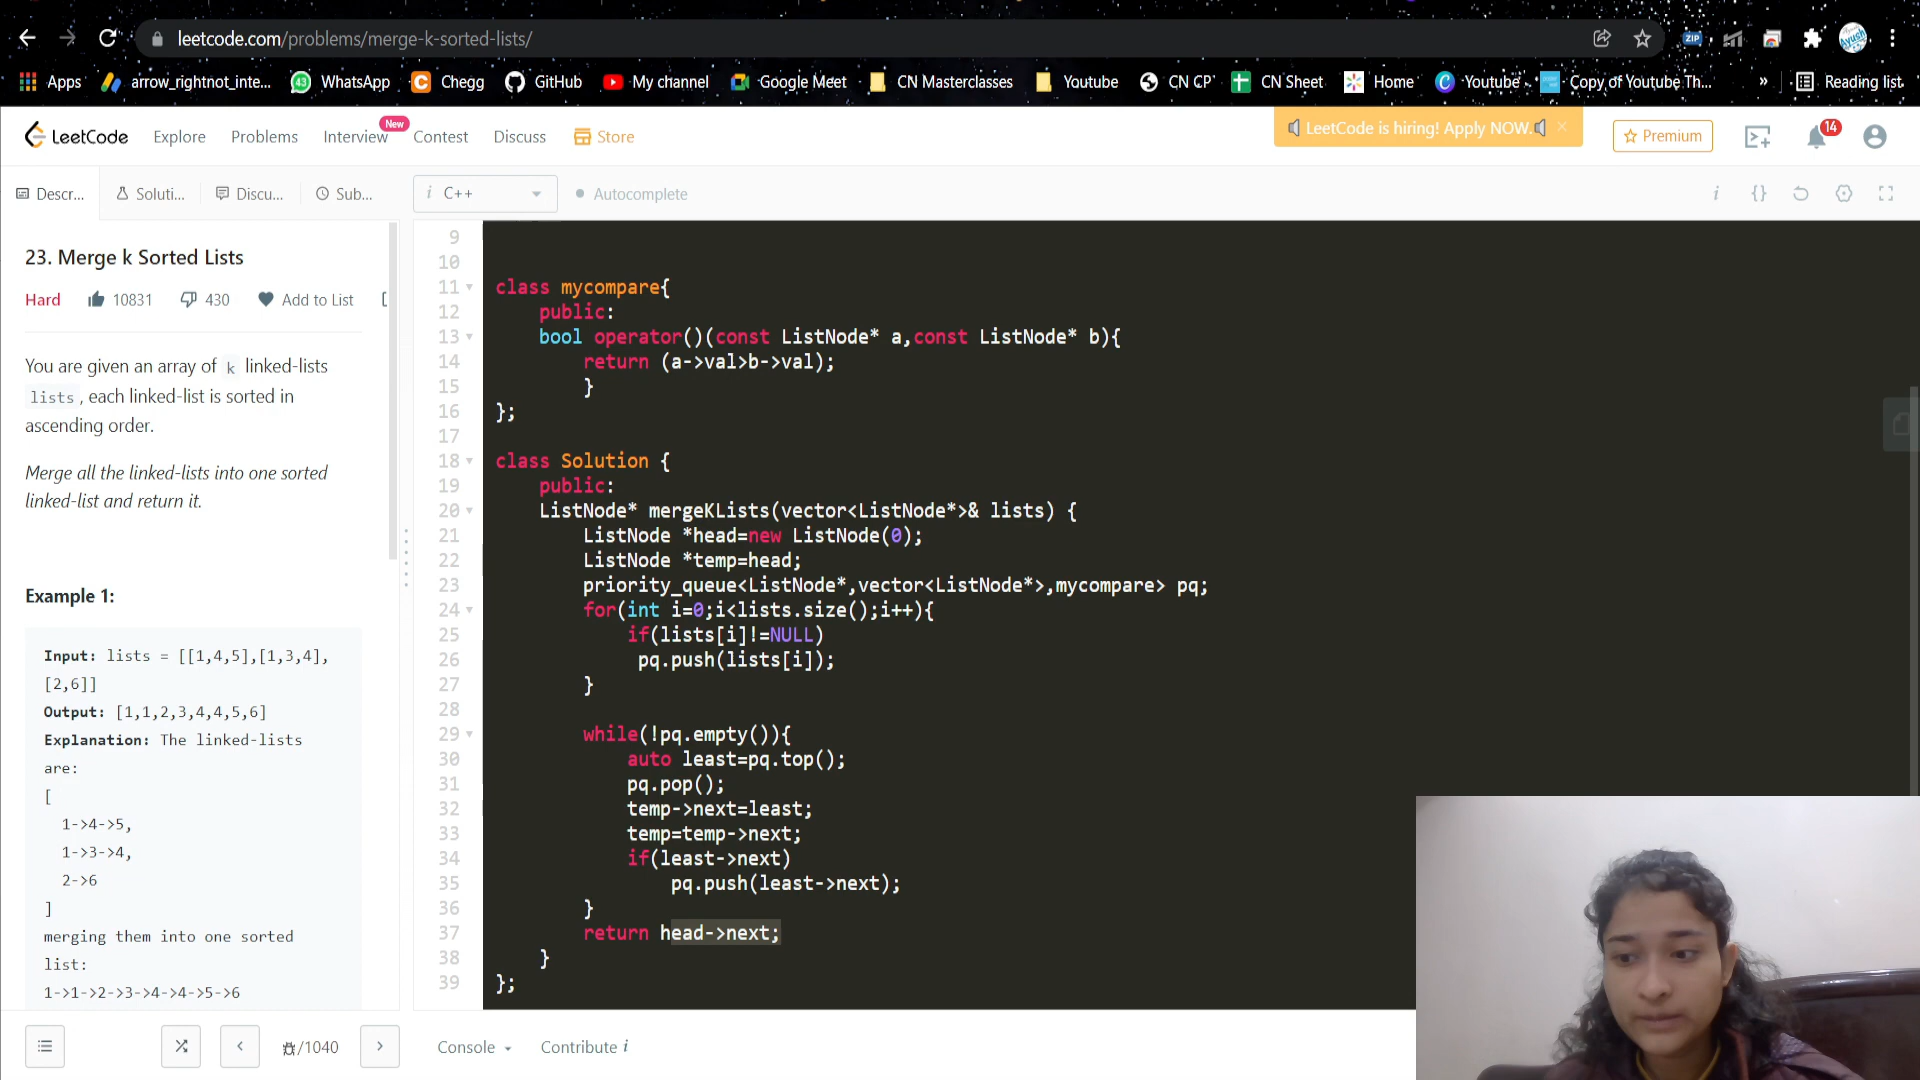 leetcode.com/problems/merge-k-sorted-lists/
Apps arrow_rightnot_inte... 43 WhatsApp Chegg GitHub My channel Google Meet CN Masterclasses Youtube CN CP CN Sheet Home Youtube Copy of Youtube Th... » Reading list
LeetCode Explore Problems Interview New Contest Discuss Store LeetCode is hiring! Apply NOW. × Premium 14
Descr... Soluti... Discu... Sub... i C++ Autocomplete i {}
23. Merge k Sorted Lists
Hard 10831 430 Add to List
You are given an array of k linked-lists
lists , each linked-list is sorted in
ascending order.
Merge all the linked-lists into one sorted
linked-list and return it.
Example 1:
Input: lists = [[1,4,5],[1,3,4],
[2,6]]
Output: [1,1,2,3,4,4,5,6]
Explanation: The linked-lists
are:
[
1->4->5,
1->3->4,
2->6
]
merging them into one sorted
list:
1->1->2->3->4->4->5->6
9
10
11 class mycompare{
12 public:
13 bool operator()(const ListNode* a,const ListNode* b){
14 return (a->val>b->val);
15 }
16 };
17
18 class Solution {
19 public:
20 ListNode* mergeKLists(vector<ListNode*>& lists) {
21 ListNode *head=new ListNode(0);
22 ListNode *temp=head;
23 priority_queue<ListNode*,vector<ListNode*>,mycompare> pq;
24 for(int i=0;i<lists.size();i++){
25 if(lists[i]!=NULL)
26 pq.push(lists[i]);
27 }
28
29 while(!pq.empty()){
30 auto least=pq.top();
31 pq.pop();
32 temp->next=least;
33 temp=temp->next;
34 if(least->next)
35 pq.push(least->next);
36 }
37 return head->next;
38 }
39 };
/1040 Console Contribute i